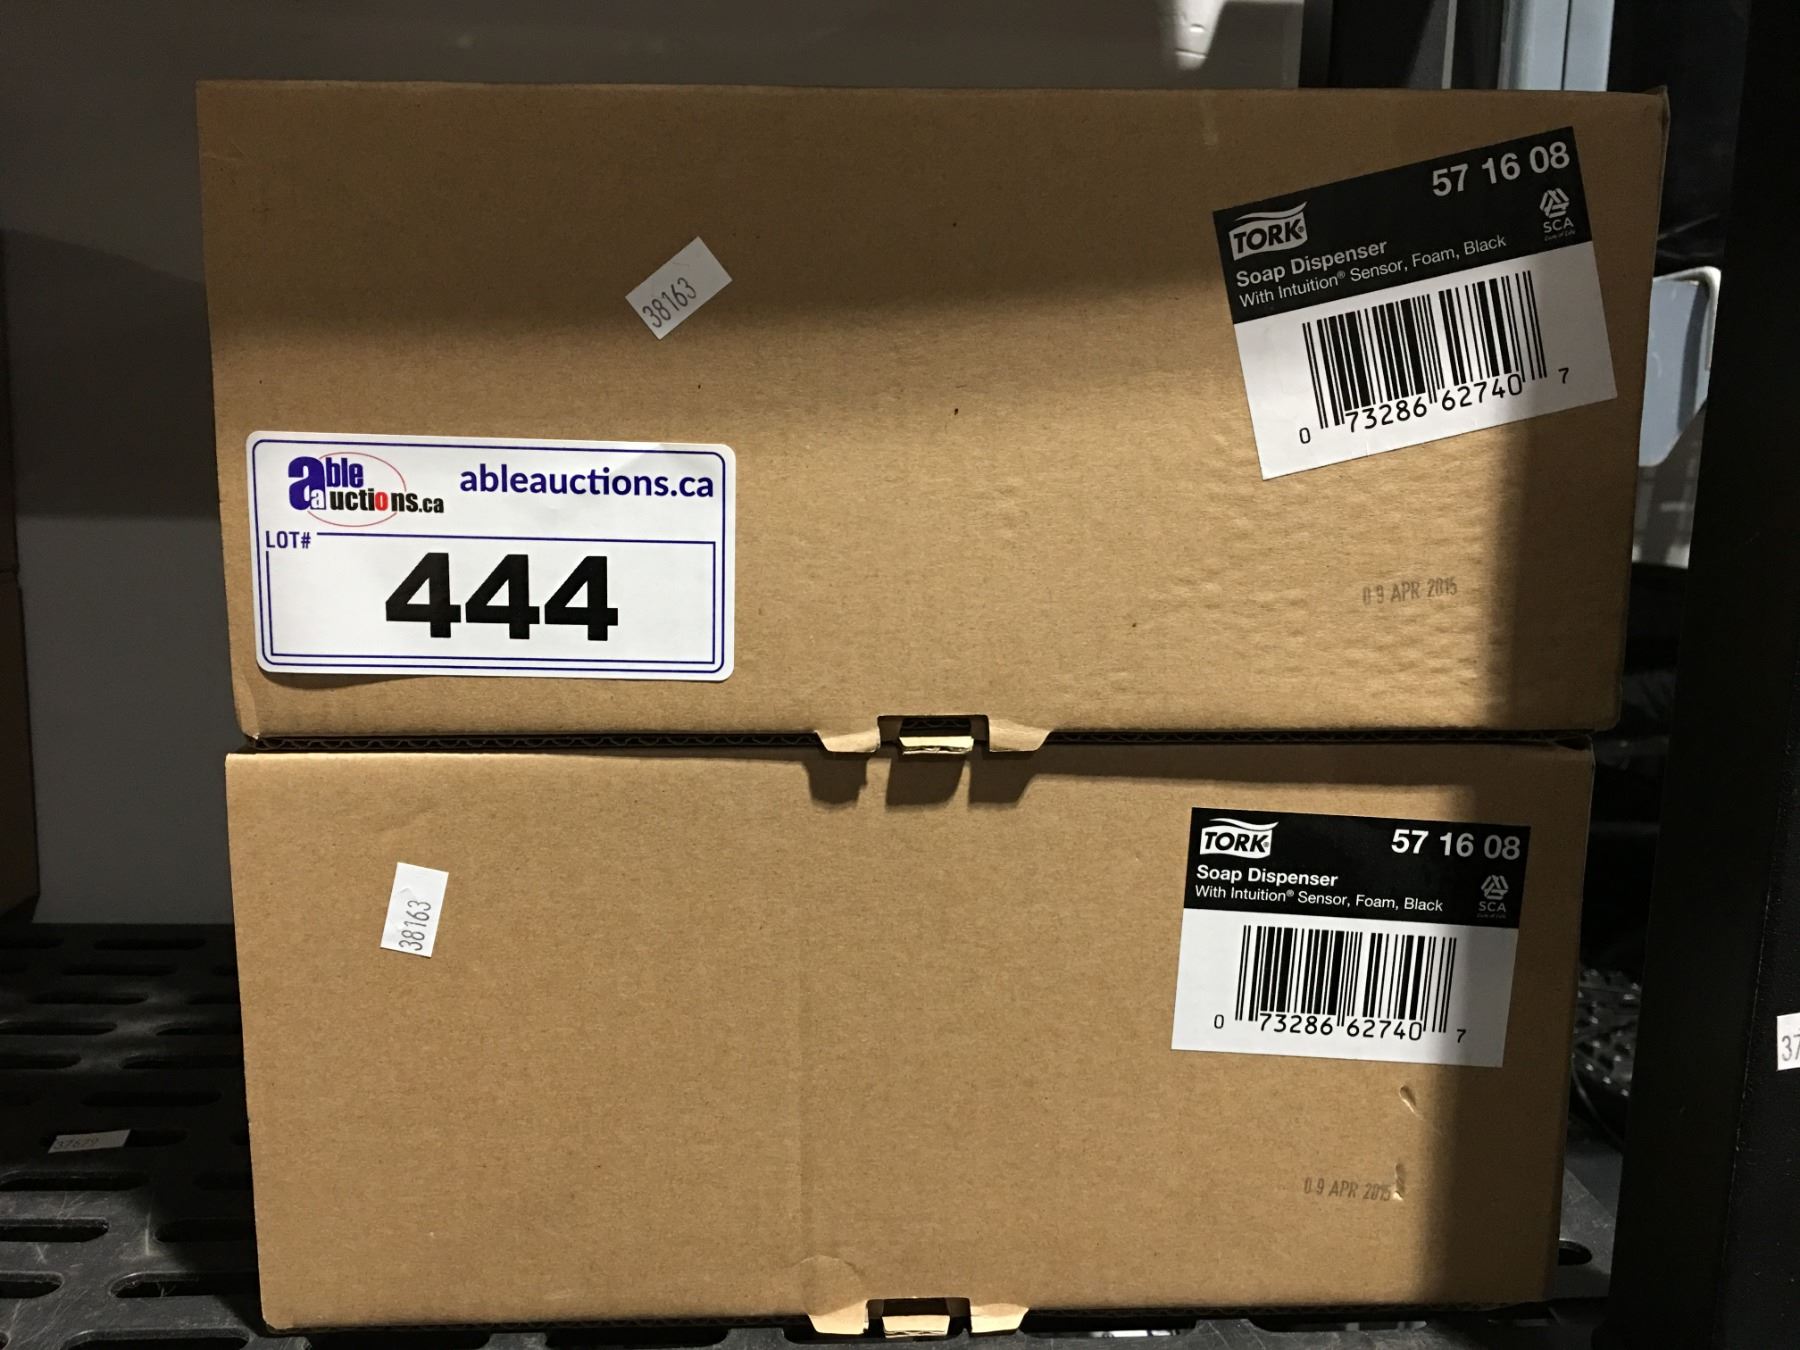 57 16 08
TORK
SCA
Soap Dispenser
With Intuition® Sensor, Foam, Black
0 73286 62740 7
38163
able auctions.ca
ableauctions.ca
LOT#
444
09 APR 2015
TORK
57 16 08
Soap Dispenser
With Intuition® Sensor, Foam, Black
SCA
0 73286 62740 7
38163
09 APR 2015
37679
37